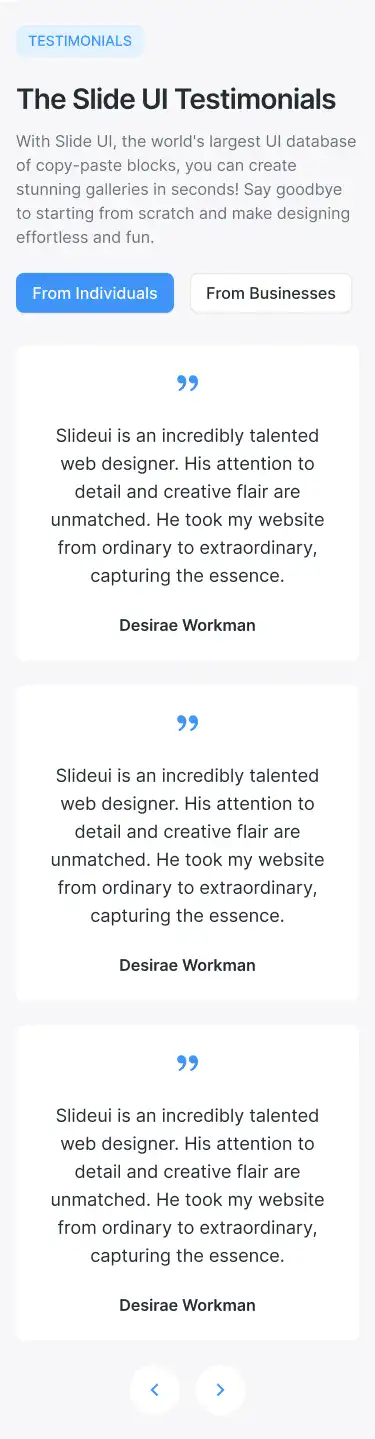 TESTIMONIALS
The Slide UI Testimonials
With Slide UI, the world's largest UI database
of copy-paste blocks, you can create
stunning galleries in seconds! Say goodbye
to starting from scratch and make designing
effortless and fun.
From Individuals From Businesses
”
Slideui is an incredibly talented
web designer. His attention to
detail and creative flair are
unmatched. He took my website
from ordinary to extraordinary,
capturing the essence.
Desirae Workman
”
Slideui is an incredibly talented
web designer. His attention to
detail and creative flair are
unmatched. He took my website
from ordinary to extraordinary,
capturing the essence.
Desirae Workman
”
Slideui is an incredibly talented
web designer. His attention to
detail and creative flair are
unmatched. He took my website
from ordinary to extraordinary,
capturing the essence.
Desirae Workman